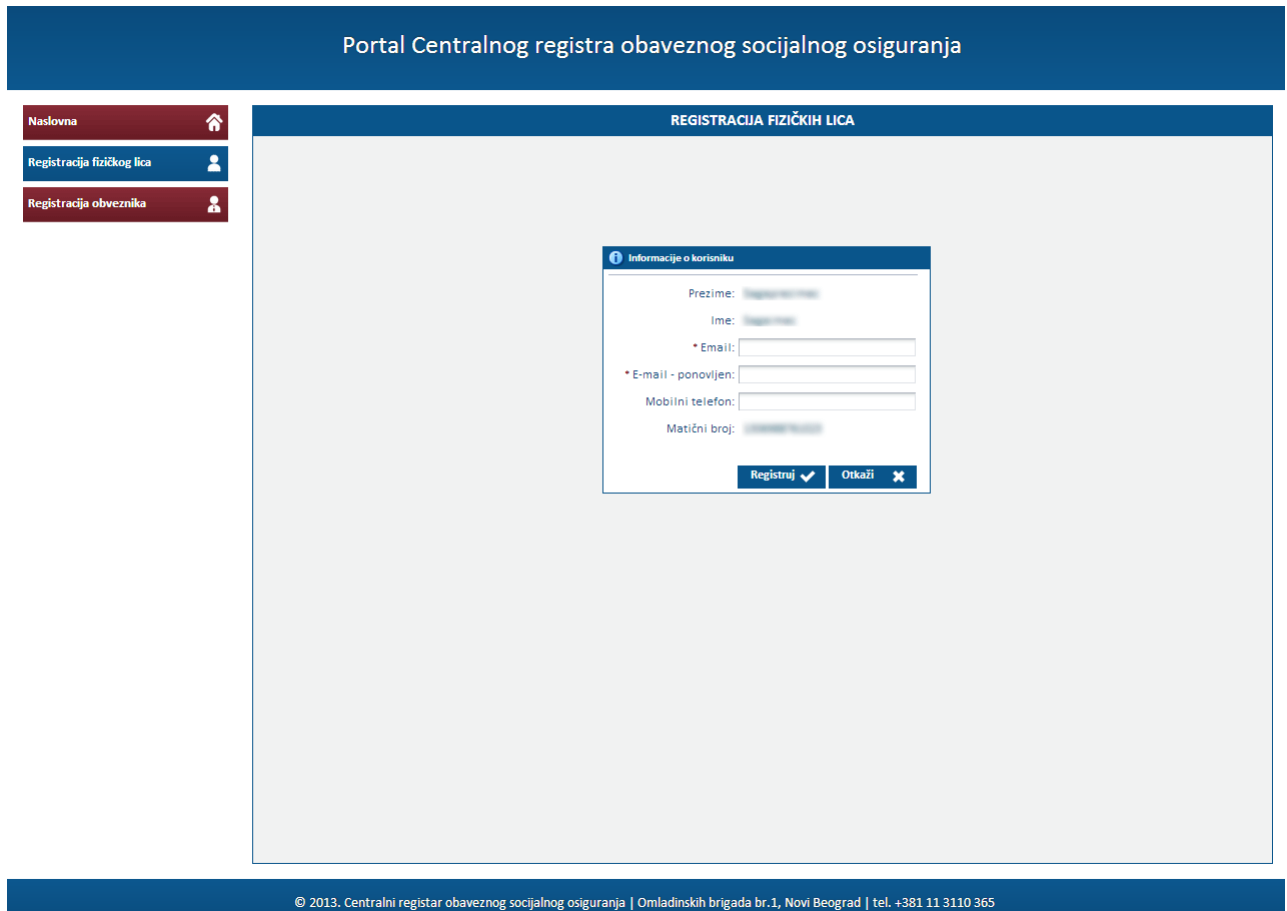 Portal Centralnog registra obaveznog socijalnog osiguranja
Naslovna
Registracija fizičkog lica
Registracija obveznika
REGISTRACIJA FIZIČKIH LICA
Informacije o korisniku
Prezime:
Ime:
* Email:
* E-mail - ponovljen:
Mobilni telefon:
Matični broj:
Registruj Otkaži
© 2013. Centralni registar obaveznog socijalnog osiguranja | Omladinskih brigada br.1, Novi Beograd | tel. +381 11 3110 365